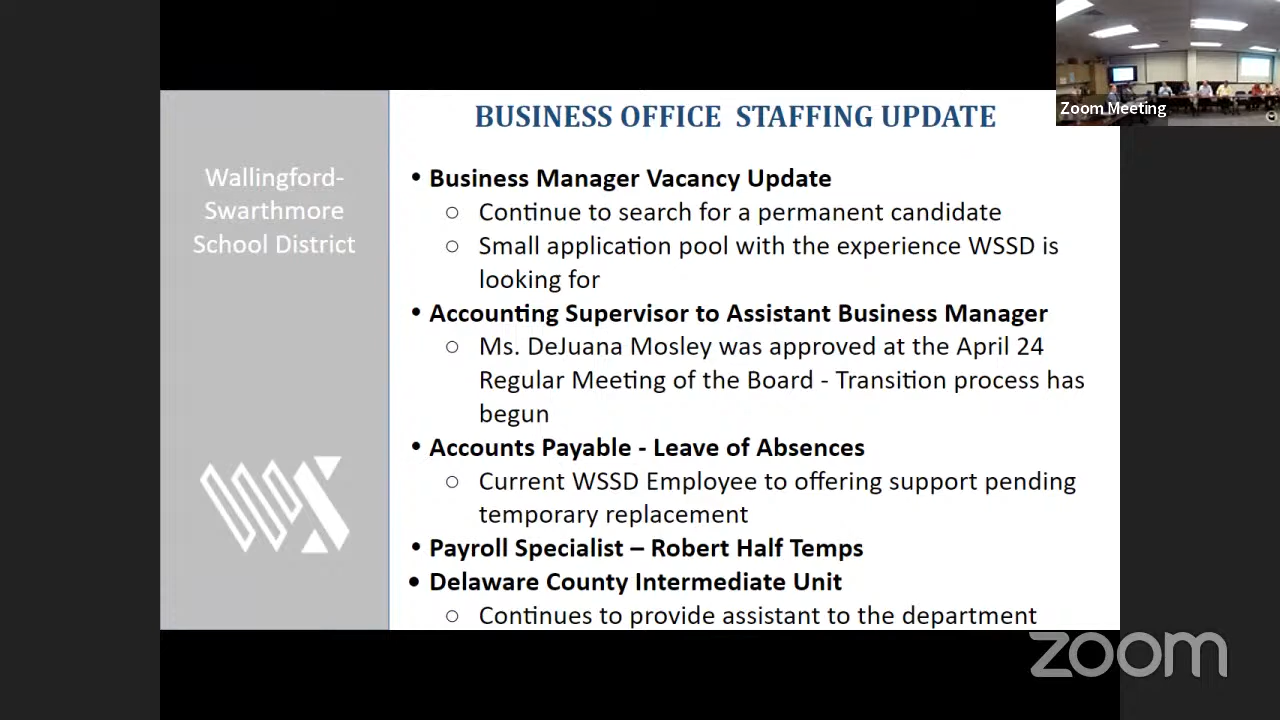 BUSINESS OFFICE STAFFING UPDATE
Zoom Meeting
Wallingford-
Swarthmore
School District
• Business Manager Vacancy Update
○ Continue to search for a permanent candidate
○ Small application pool with the experience WSSD is
looking for
• Accounting Supervisor to Assistant Business Manager
○ Ms. DeJuana Mosley was approved at the April 24
Regular Meeting of the Board - Transition process has
begun
• Accounts Payable - Leave of Absences
○ Current WSSD Employee to offering support pending
temporary replacement
• Payroll Specialist – Robert Half Temps
• Delaware County Intermediate Unit
○ Continues to provide assistant to the department
zoom